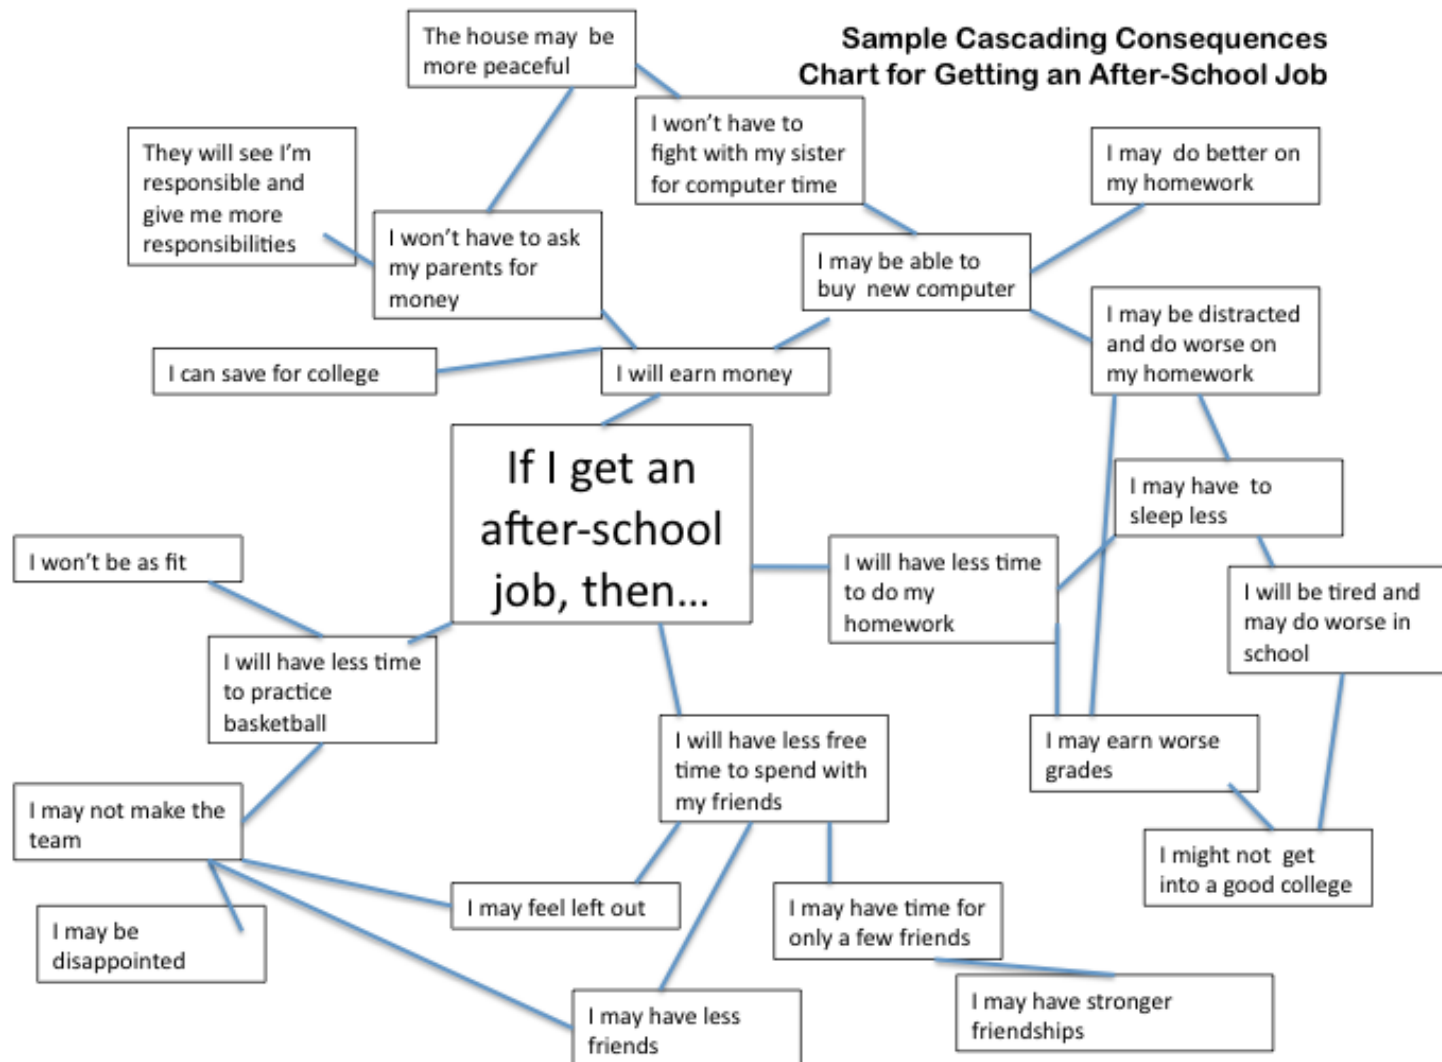 Sample Cascading Consequences
Chart for Getting an After-School Job
The house may be
more peaceful
I won't have to
fight with my sister
for computer time
I may do better on
my homework
They will see I'm
responsible and
give me more
responsibilities
I won't have to ask
my parents for
money
I may be able to
buy new computer
I may be distracted
and do worse on
my homework
I can save for college
I will earn money
If I get an
after-school
job, then...
I may have to
sleep less
I won't be as fit
I will have less time
to do my
homework
I will be tired and
may do worse in
school
I will have less time
to practice
basketball
I will have less free
time to spend with
my friends
I may earn worse
grades
I may not make the
team
I might not get
into a good college
I may feel left out
I may have time for
only a few friends
I may be
disappointed
I may have less
friends
I may have stronger
friendships